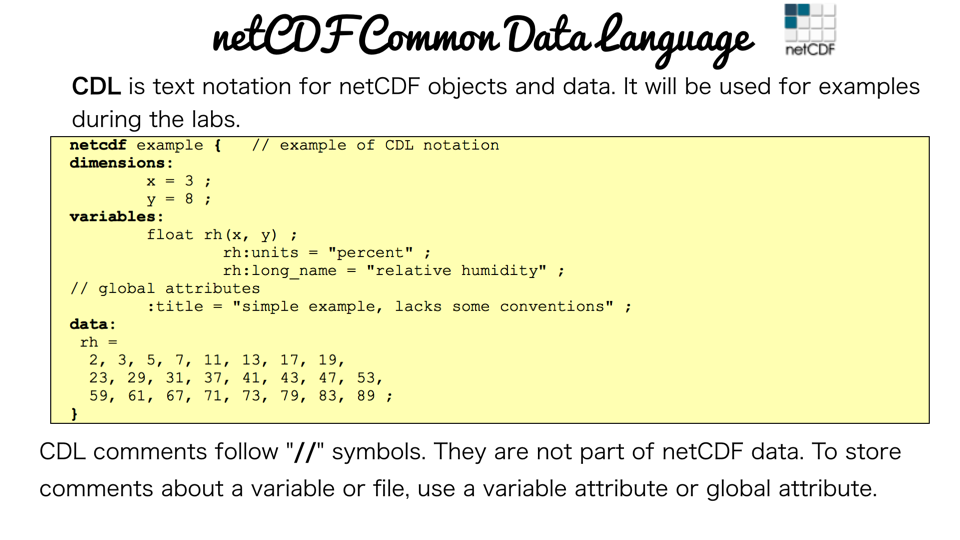 netCDF Common Data Language
netCDF
CDL is text notation for netCDF objects and data. It will be used for examples
during the labs.
netcdf example {   // example of CDL notation
dimensions:
        x = 3 ;
        y = 8 ;
variables:
        float rh(x, y) ;
                rh:units = "percent" ;
                rh:long_name = "relative humidity" ;
// global attributes
        :title = "simple example, lacks some conventions" ;
data:
 rh =
  2, 3, 5, 7, 11, 13, 17, 19,
  23, 29, 31, 37, 41, 43, 47, 53,
  59, 61, 67, 71, 73, 79, 83, 89 ;
}
CDL comments follow "//" symbols. They are not part of netCDF data. To store
comments about a variable or file, use a variable attribute or global attribute.